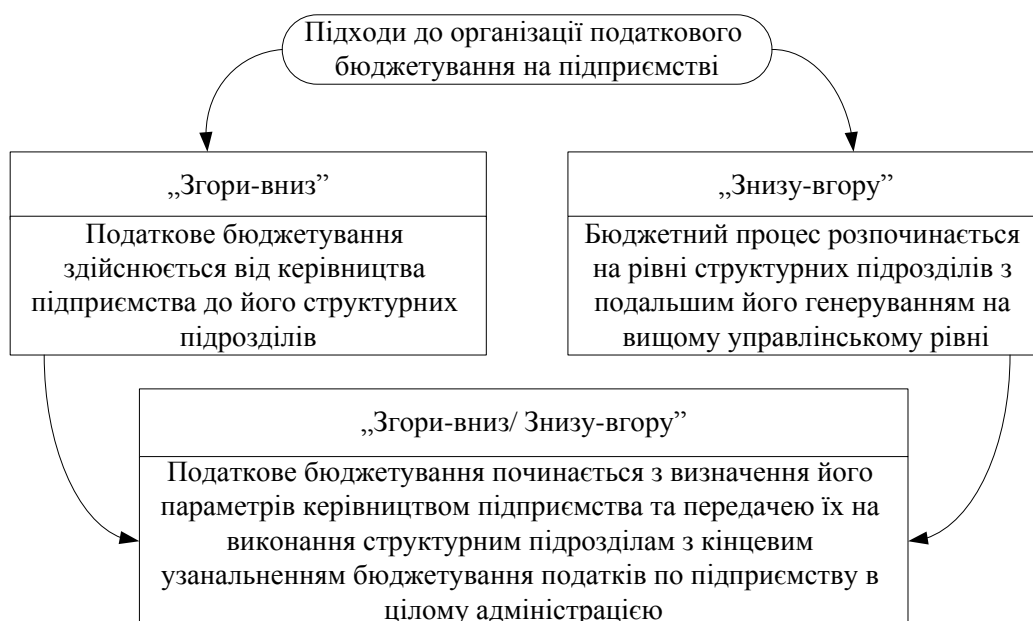 Підходи до організації податкового
бюджетування на підприємстві
„Згори-вниз”
Податкове бюджетування
здійснюється від керівництва
підприємства до його структурних
підрозділів
„Знизу-вгору”
Бюджетний процес розпочинається
на рівні структурних підрозділів з
подальшим його генеруванням на
вищому управлінському рівні
„Згори-вниз/ Знизу-вгору”
Податкове бюджетування починається з визначення його
параметрів керівництвом підприємства та передачею їх на
виконання структурним підрозділам з кінцевим
узанальненням бюджетування податків по підприємству в
цілому адміністрацією